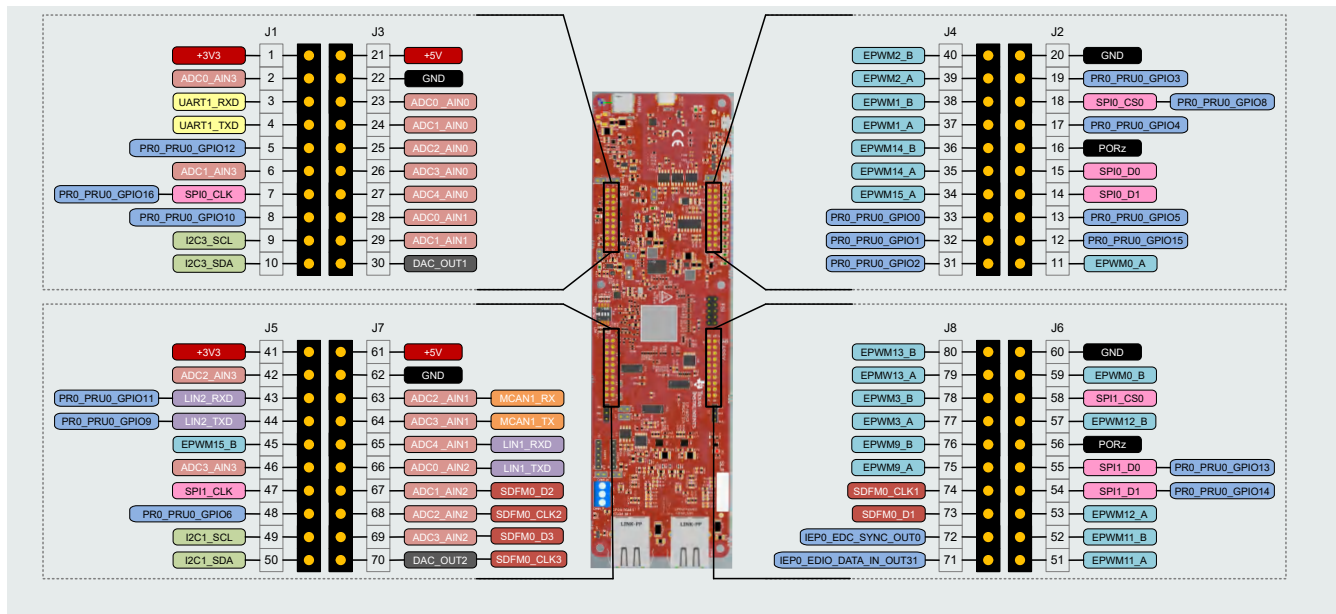 J1 J3
+3V3 1 21 +5V
ADC0_AIN3 2 22 GND
UART1_RXD 3 23 ADC0_AIN0
UART1_TXD 4 24 ADC1_AIN0
PR0_PRU0_GPIO12 5 25 ADC2_AIN0
ADC1_AIN3 6 26 ADC3_AIN0
PR0_PRU0_GPIO16 SPI0_CLK 7 27 ADC4_AIN0
PR0_PRU0_GPIO10 8 28 ADC0_AIN1
I2C3_SCL 9 29 ADC1_AIN1
I2C3_SDA 10 30 DAC_OUT1
J4 J2
EPWM2_B 40 20 GND
EPWM2_A 39 19 PR0_PRU0_GPIO3
EPWM1_B 38 18 SPI0_CS0 PR0_PRU0_GPIO8
EPWM1_A 37 17 PR0_PRU0_GPIO4
EPWM14_B 36 16 PORz
EPWM14_A 35 15 SPI0_D0
EPWM15_A 34 14 SPI0_D1
PR0_PRU0_GPIO0 33 13 PR0_PRU0_GPIO5
PR0_PRU0_GPIO1 32 12 PR0_PRU0_GPIO15
PR0_PRU0_GPIO2 31 11 EPWM0_A
J5 J7
+3V3 41 61 +5V
ADC2_AIN3 42 62 GND
PR0_PRU0_GPIO11 LIN2_RXD 43 63 ADC2_AIN1 MCAN1_RX
PR0_PRU0_GPIO9 LIN2_TXD 44 64 ADC3_AIN1 MCAN1_TX
EPWM15_B 45 65 ADC4_AIN1 LIN1_RXD
ADC3_AIN3 46 66 ADC0_AIN2 LIN1_TXD
SPI1_CLK 47 67 ADC1_AIN2 SDFM0_D2
PR0_PRU0_GPIO6 48 68 ADC2_AIN2 SDFM0_CLK2
I2C1_SCL 49 69 ADC3_AIN2 SDFM0_D3
I2C1_SDA 50 70 DAC_OUT2 SDFM0_CLK3
J8 J6
EPWM13_B 80 60 GND
EPMW13_A 79 59 EPWM0_B
EPWM3_B 78 58 SPI1_CS0
EPWM3_A 77 57 EPWM12_B
EPWM9_B 76 56 PORz
EPWM9_A 75 55 SPI1_D0 PR0_PRU0_GPIO13
SDFM0_CLK1 74 54 SPI1_D1 PR0_PRU0_GPIO14
SDFM0_D1 73 53 EPWM12_A
IEP0_EDC_SYNC_OUT0 72 52 EPWM11_B
IEP0_EDIO_DATA_IN_OUT31 71 51 EPWM11_A
CE
LINK-PP LINK-PP